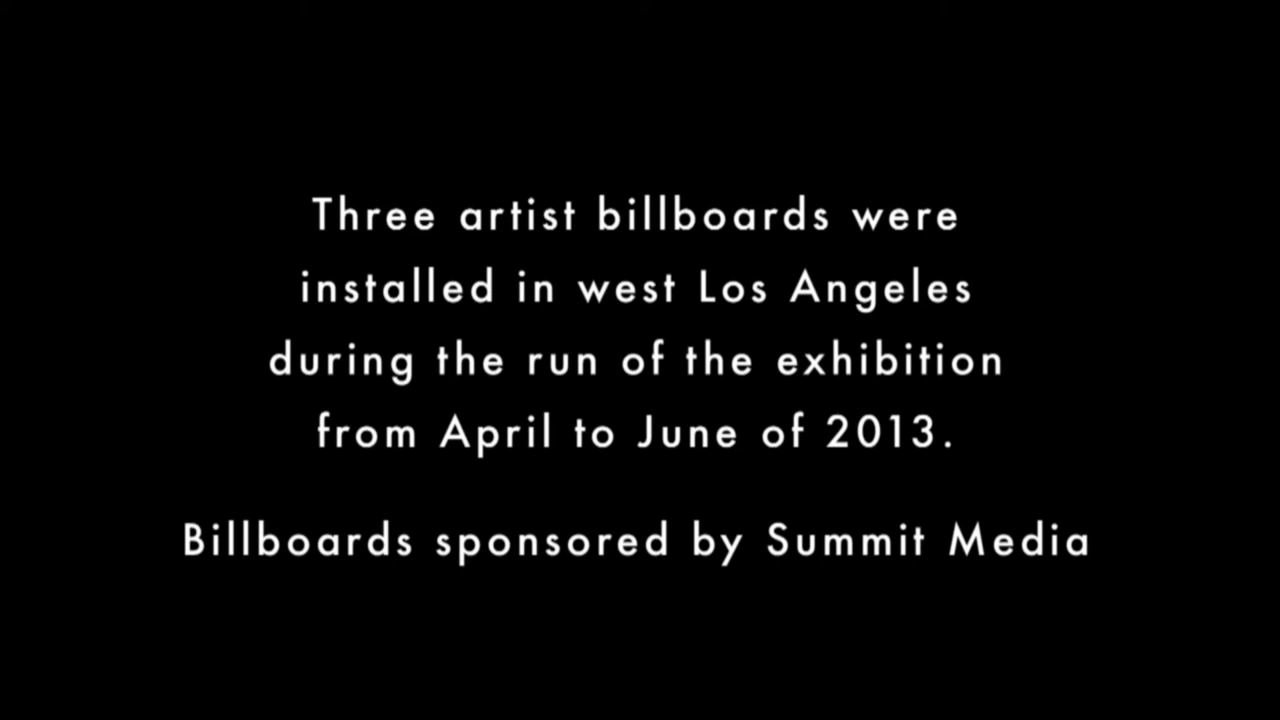 Three artist billboards were
installed in west Los Angeles
during the run of the exhibition
from April to June of 2013.
Billboards sponsored by Summit Media